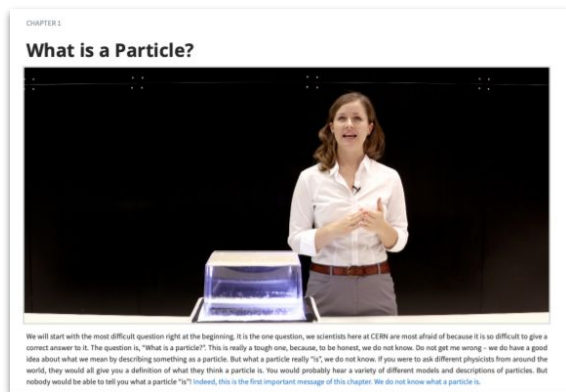 CHAPTER 1
What is a Particle?
We will start with the most difficult question right at the beginning. It is the one question, we scientists here at CERN are most afraid of because it is so difficult to give a
correct answer to it. The question is, "What is a particle?". This is really a tough one, because, to be honest, we do not know. Do not get me wrong – we do have a good
idea about what we mean by describing something as a particle. But what a particle really "is", we do not know. If you were to ask different physicists from around the
world, they would all give you a definition of what they think a particle is. You would probably hear a variety of different models and descriptions of particles. But
nobody would be able to tell you what a particle "is"! Indeed, this is the first important message of this chapter. We do not know what a particle is.